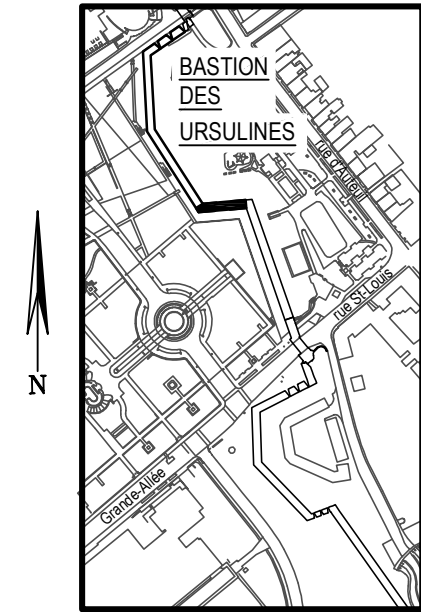 BASTION
DES
URSULINES
rue d'Auteuil
rue St-Louis
N
Grande-Allée